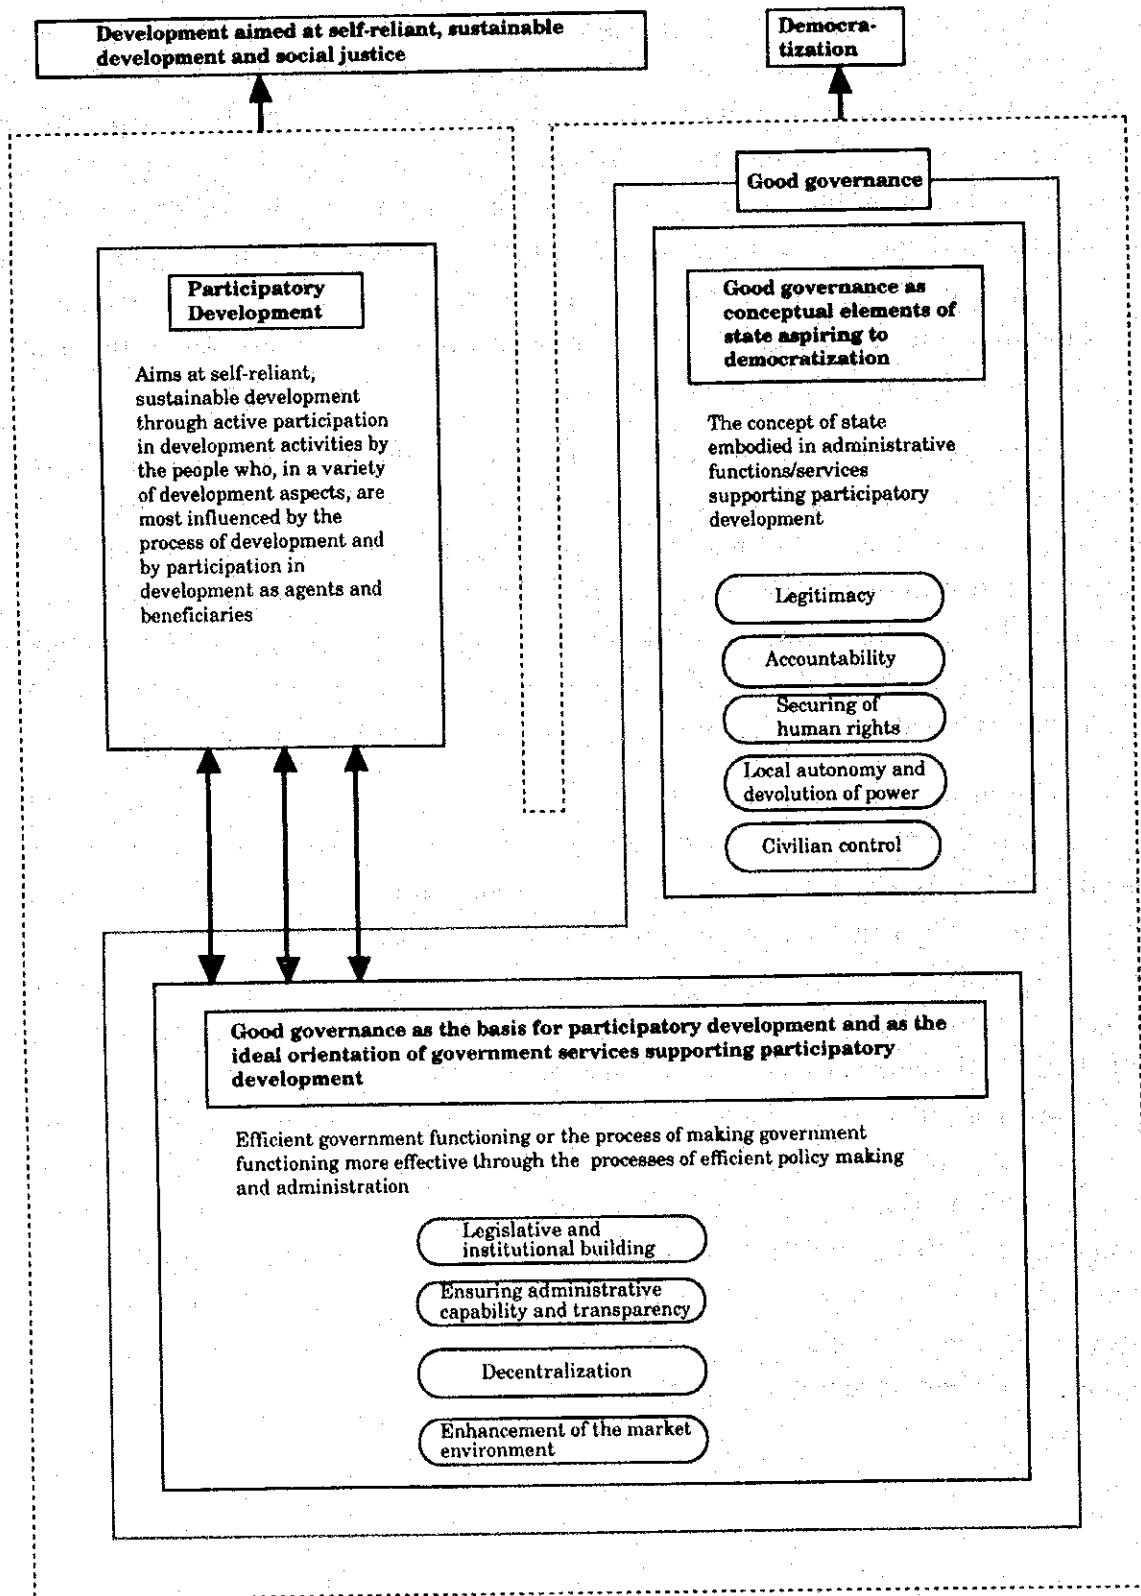 Development aimed at self-reliant, sustainable
development and social justice
Democra-
tization
Good governance
Participatory
Development
Aims at self-reliant,
sustainable development
through active participation
in development activities by
the people who, in a variety
of development aspects, are
most influenced by the
process of development and
by participation in
development as agents and
beneficiaries
Good governance as
conceptual elements of
state aspiring to
democratization
The concept of state
embodied in administrative
functions/services
supporting participatory
development
Legitimacy
Accountability
Securing of
human rights
Local autonomy and
devolution of power
Civilian control
Good governance as the basis for participatory development and as the
ideal orientation of government services supporting participatory
development
Efficient government functioning or the process of making government
functioning more effective through the processes of efficient policy making
and administration
Legislative and
institutional building
Ensuring administrative
capability and transparency
Decentralization
Enhancement of the market
environment